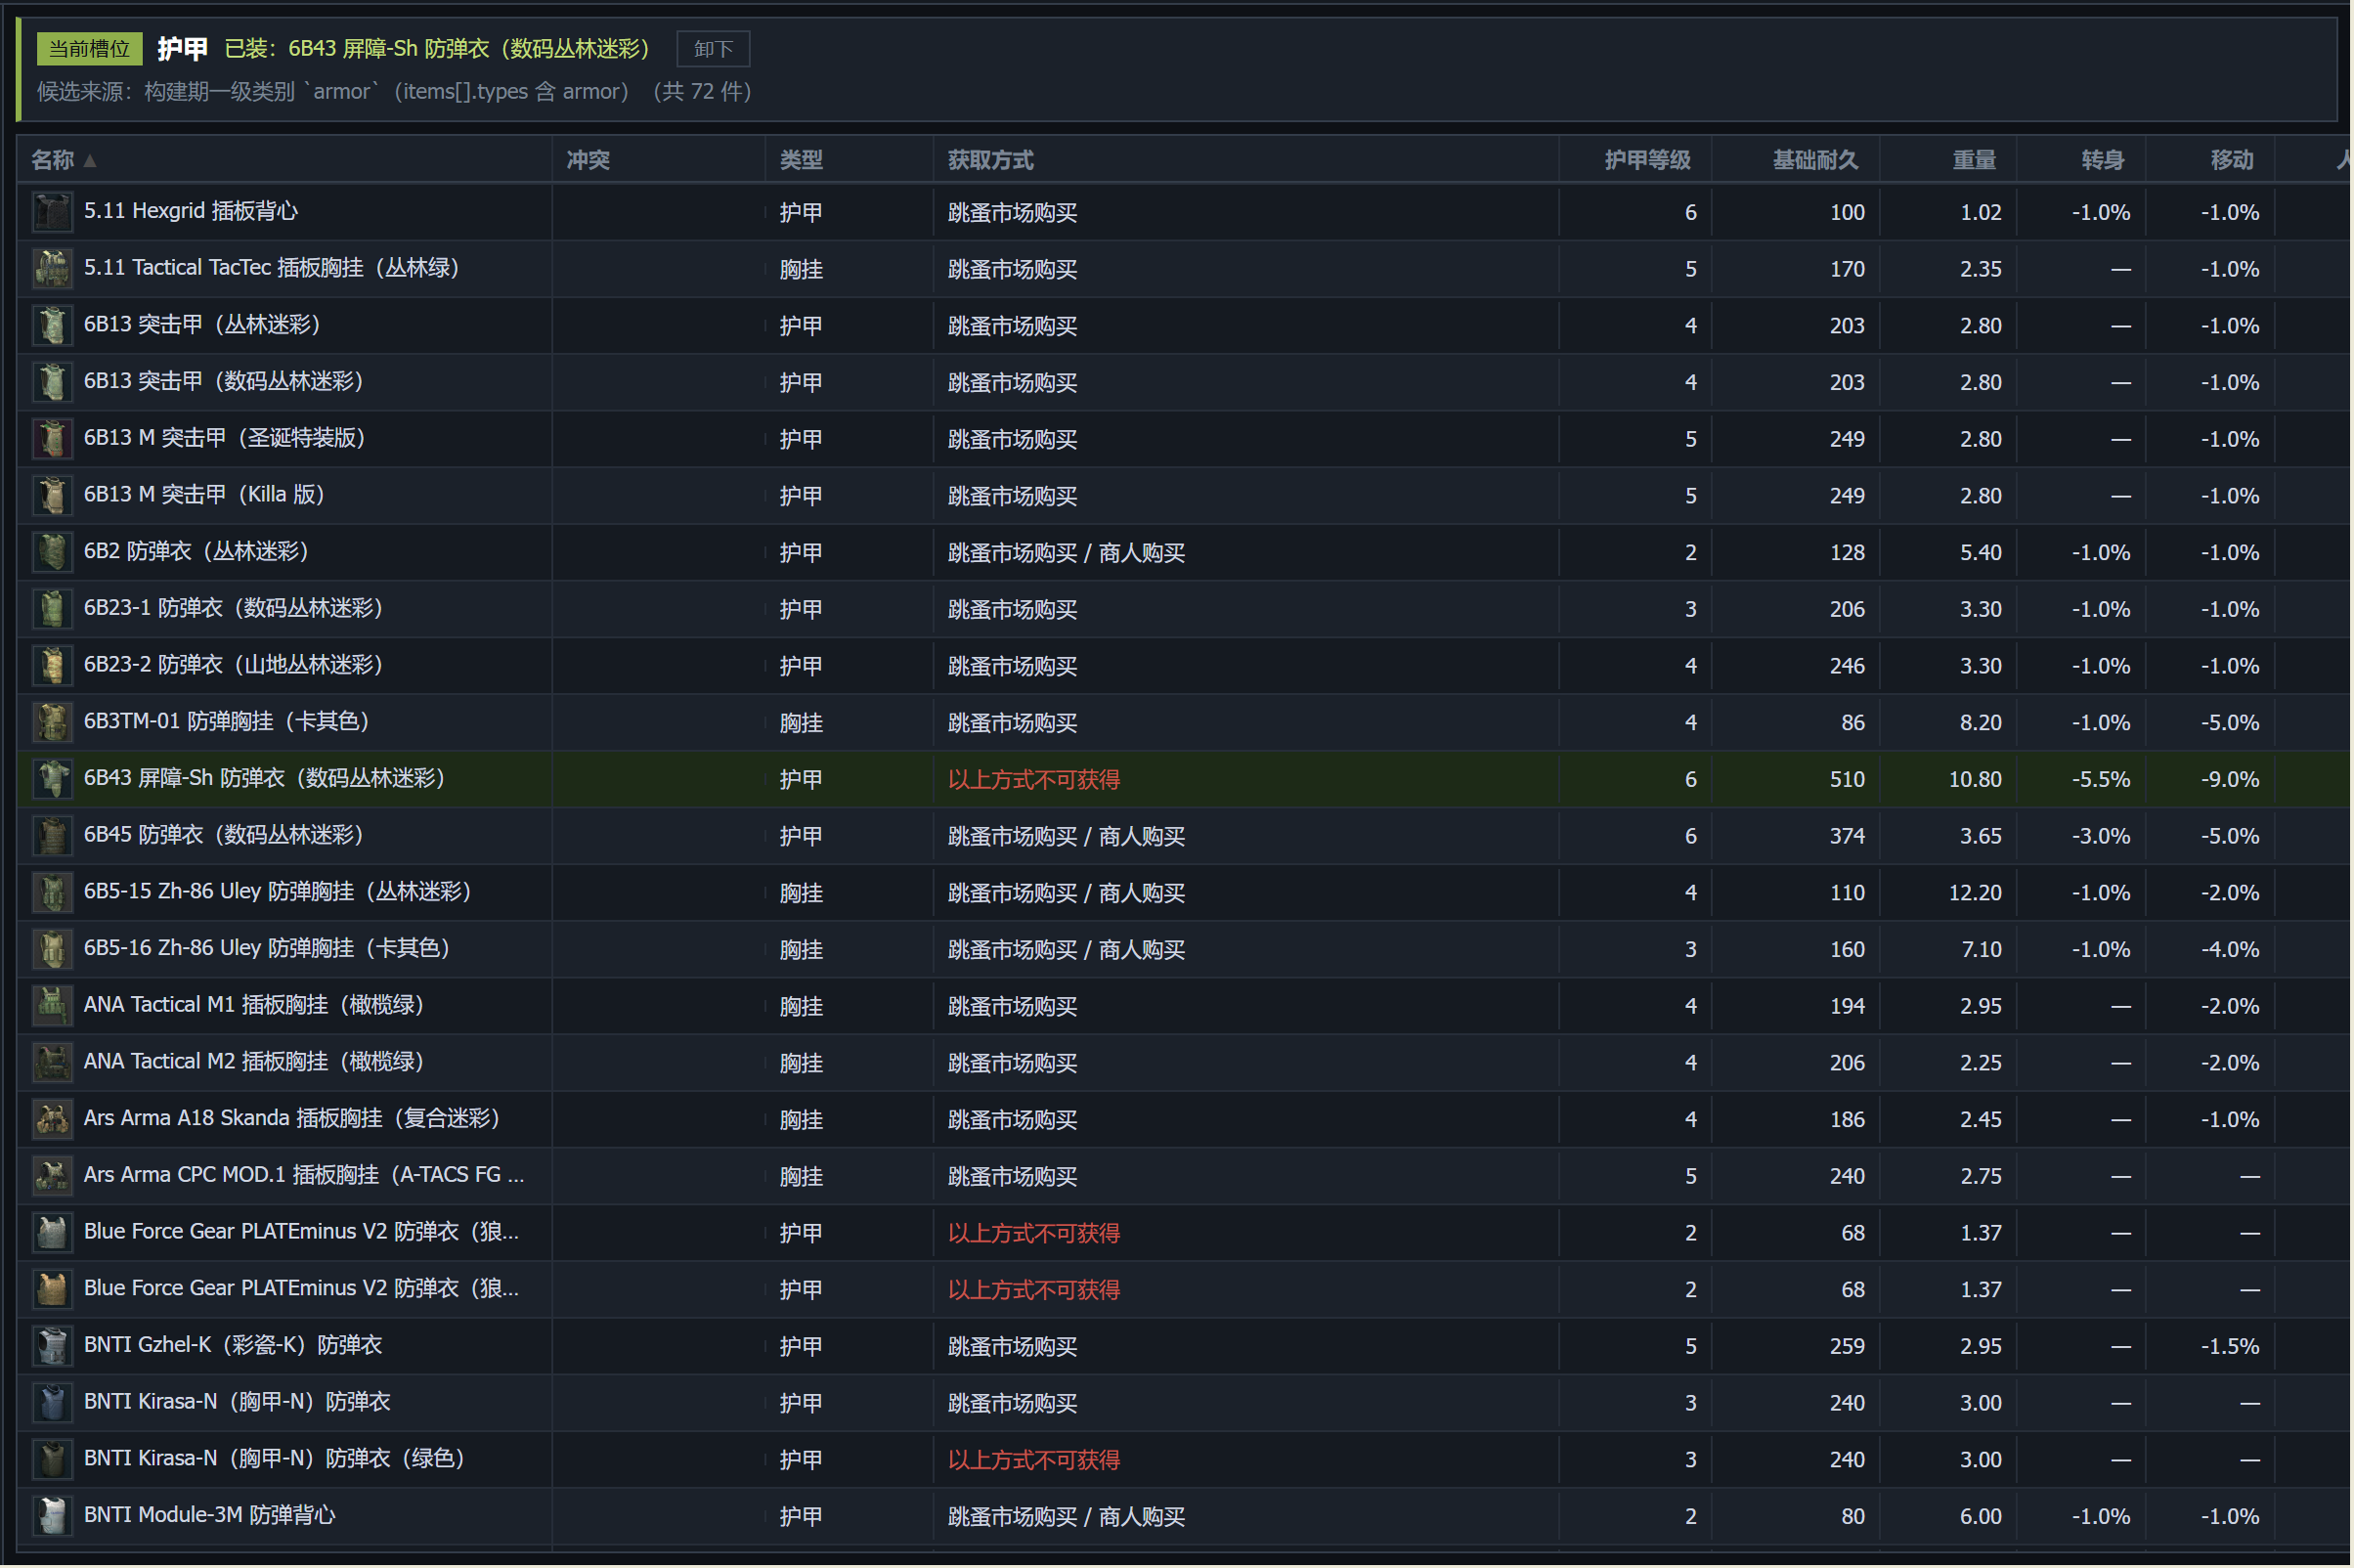 当前槽位 护甲 已装：6B43 屏障-Sh 防弹衣（数码丛林迷彩） 卸下
候选来源：构建期一级类别 `armor`（items[].types 含 armor）（共 72 件）
名称 ▲ 冲突 类型 获取方式 护甲等级 基础耐久 重量 转身 移动
5.11 Hexgrid 插板背心 护甲 跳蚤市场购买 6 100 1.02 -1.0% -1.0%
5.11 Tactical TacTec 插板胸挂（丛林绿） 胸挂 跳蚤市场购买 5 170 2.35 — -1.0%
6B13 突击甲（丛林迷彩） 护甲 跳蚤市场购买 4 203 2.80 — -1.0%
6B13 突击甲（数码丛林迷彩） 护甲 跳蚤市场购买 4 203 2.80 — -1.0%
6B13 M 突击甲（圣诞特装版） 护甲 跳蚤市场购买 5 249 2.80 — -1.0%
6B13 M 突击甲（Killa 版） 护甲 跳蚤市场购买 5 249 2.80 — -1.0%
6B2 防弹衣（丛林迷彩） 护甲 跳蚤市场购买 / 商人购买 2 128 5.40 -1.0% -1.0%
6B23-1 防弹衣（数码丛林迷彩） 护甲 跳蚤市场购买 3 206 3.30 -1.0% -1.0%
6B23-2 防弹衣（山地丛林迷彩） 护甲 跳蚤市场购买 4 246 3.30 -1.0% -1.0%
6B3TM-01 防弹胸挂（卡其色） 胸挂 跳蚤市场购买 4 86 8.20 -1.0% -5.0%
6B43 屏障-Sh 防弹衣（数码丛林迷彩） 护甲 以上方式不可获得 6 510 10.80 -5.5% -9.0%
6B45 防弹衣（数码丛林迷彩） 护甲 跳蚤市场购买 / 商人购买 6 374 3.65 -3.0% -5.0%
6B5-15 Zh-86 Uley 防弹胸挂（丛林迷彩） 胸挂 跳蚤市场购买 / 商人购买 4 110 12.20 -1.0% -2.0%
6B5-16 Zh-86 Uley 防弹胸挂（卡其色） 胸挂 跳蚤市场购买 / 商人购买 3 160 7.10 -1.0% -4.0%
ANA Tactical M1 插板胸挂（橄榄绿） 胸挂 跳蚤市场购买 4 194 2.95 — -2.0%
ANA Tactical M2 插板胸挂（橄榄绿） 胸挂 跳蚤市场购买 4 206 2.25 — -2.0%
Ars Arma A18 Skanda 插板胸挂（复合迷彩） 胸挂 跳蚤市场购买 4 186 2.45 — -1.0%
Ars Arma CPC MOD.1 插板胸挂（A-TACS FG ... 胸挂 跳蚤市场购买 5 240 2.75 — —
Blue Force Gear PLATEminus V2 防弹衣（狼... 护甲 以上方式不可获得 2 68 1.37 — —
Blue Force Gear PLATEminus V2 防弹衣（狼... 护甲 以上方式不可获得 2 68 1.37 — —
BNTI Gzhel-K（彩瓷-K）防弹衣 护甲 跳蚤市场购买 5 259 2.95 — -1.5%
BNTI Kirasa-N（胸甲-N）防弹衣 护甲 跳蚤市场购买 3 240 3.00 — —
BNTI Kirasa-N（胸甲-N）防弹衣（绿色） 护甲 以上方式不可获得 3 240 3.00 — —
BNTI Module-3M 防弹背心 护甲 跳蚤市场购买 / 商人购买 2 80 6.00 -1.0% -1.0%